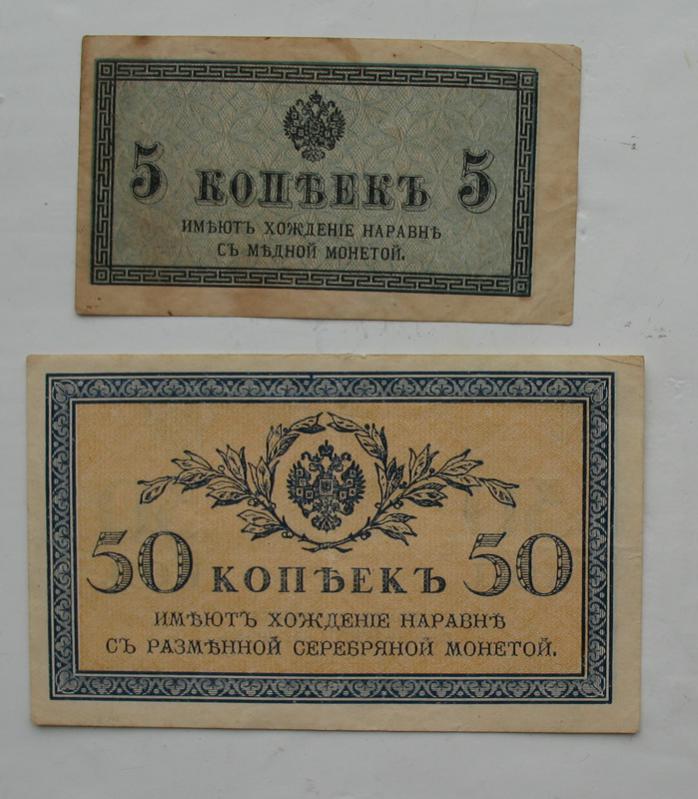 5 КОПѢЕКЪ 5
ИМѢЮТЪ ХОЖДЕНІЕ НАРАВНѢ
СЪ МѢДНОЙ МОНЕТОЙ.
50 КОПѢЕКЪ 50
ИМѢЮТЪ ХОЖДЕНІЕ НАРАВНѢ
СЪ РАЗМѢННОЙ СЕРЕБРЯНОЙ МОНЕТОЙ.